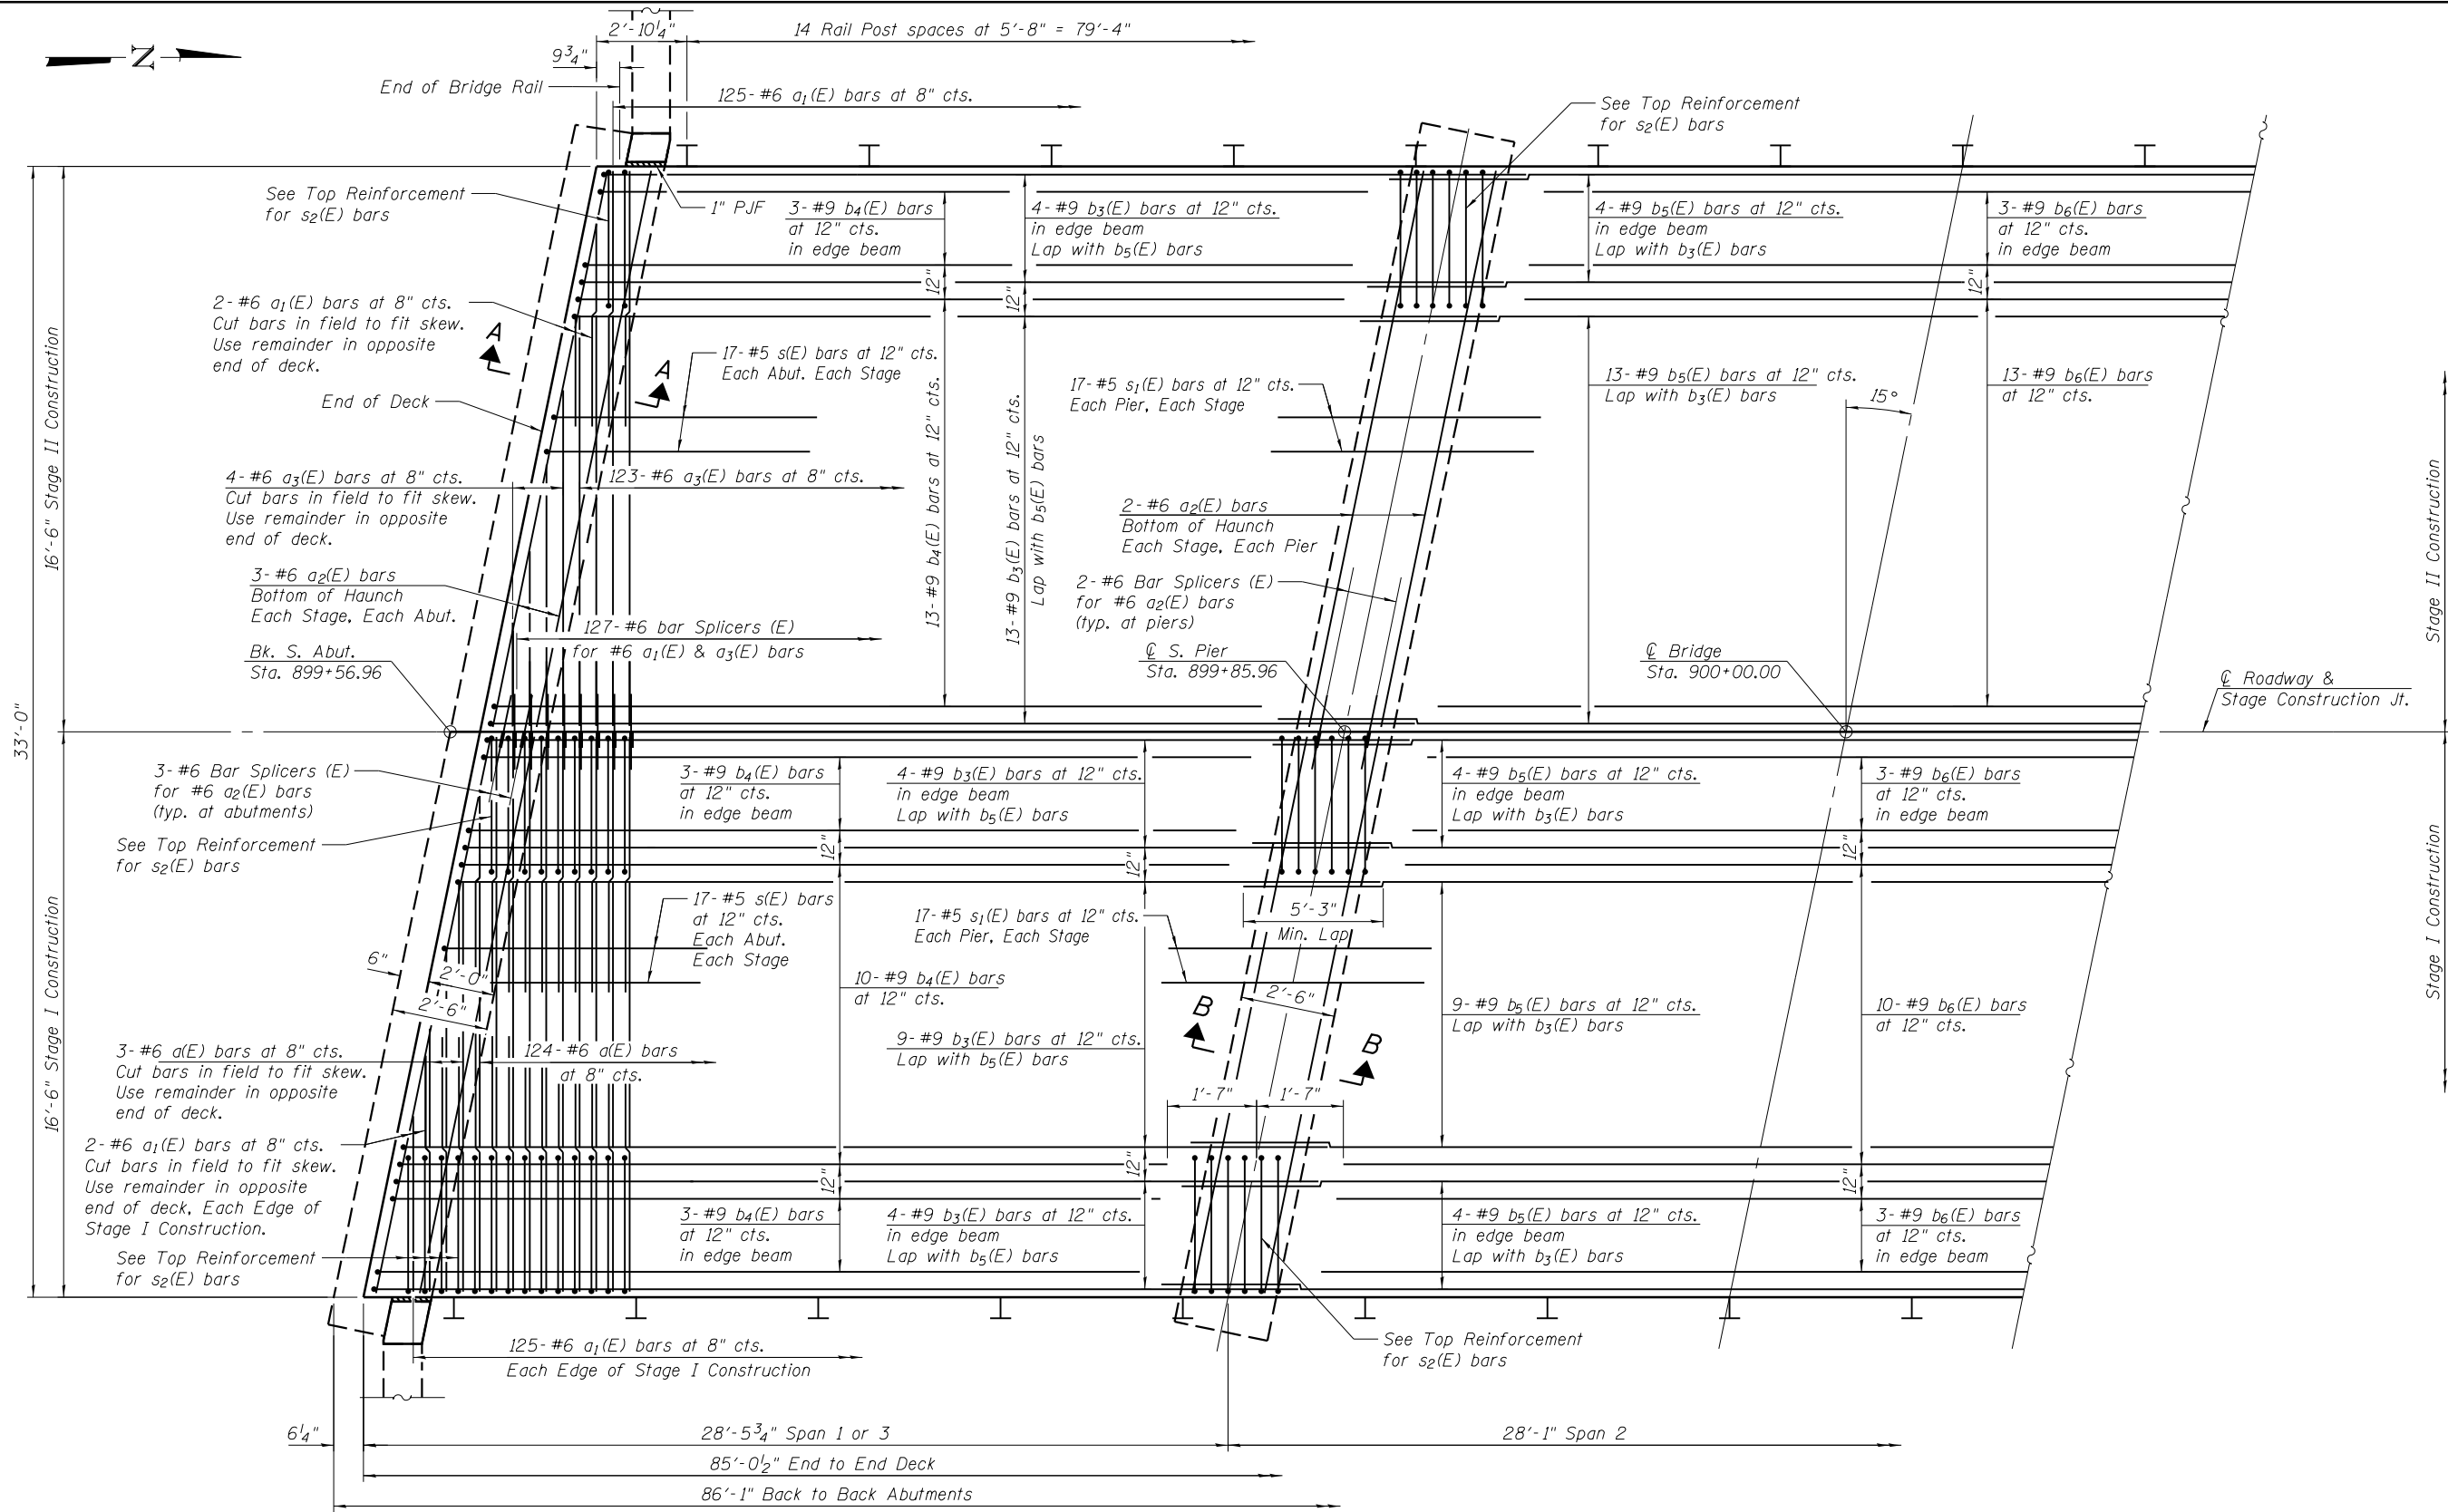 N
2'-10 1/4"
14 Rail Post spaces at 5'-8" = 79'-4"
9 3/4"
End of Bridge Rail
125-#6 a1(E) bars at 8" cts.
See Top Reinforcement
for s2(E) bars
See Top Reinforcement
for s2(E) bars
1" PJF
3-#9 b4(E) bars
at 12" cts.
in edge beam
4-#9 b3(E) bars at 12" cts.
in edge beam
Lap with b5(E) bars
4-#9 b5(E) bars at 12" cts.
in edge beam
Lap with b3(E) bars
3-#9 b6(E) bars
at 12" cts.
in edge beam
12"
12"
12"
2-#6 a1(E) bars at 8" cts.
Cut bars in field to fit skew.
Use remainder in opposite
end of deck.
A
A
17-#5 s(E) bars at 12" cts.
Each Abut. Each Stage
End of Deck
13-#9 b4(E) bars at 12" cts.
13-#9 b3(E) bars at 12" cts.
Lap with b5(E) bars
17-#5 s1(E) bars at 12" cts.
Each Pier, Each Stage
13-#9 b5(E) bars at 12" cts.
Lap with b3(E) bars
15°
13-#9 b6(E) bars
at 12" cts.
16'-6" Stage II Construction
Stage II Construction
4-#6 a3(E) bars at 8" cts.
Cut bars in field to fit skew.
Use remainder in opposite
end of deck.
123-#6 a3(E) bars at 8" cts.
2-#6 a2(E) bars
Bottom of Haunch
Each Stage, Each Pier
3-#6 a2(E) bars
Bottom of Haunch
Each Stage, Each Abut.
2-#6 Bar Splicers (E)
for #6 a2(E) bars
(typ. at piers)
127-#6 bar Splicers (E)
for #6 a1(E) & a3(E) bars
Bk. S. Abut.
Sta. 899+56.96
℄ S. Pier
Sta. 899+85.96
℄ Bridge
Sta. 900+00.00
℄ Roadway &
Stage Construction Jt.
33'-0"
3-#6 Bar Splicers (E)
for #6 a2(E) bars
(typ. at abutments)
3-#9 b4(E) bars
at 12" cts.
in edge beam
4-#9 b3(E) bars at 12" cts.
in edge beam
Lap with b5(E) bars
4-#9 b5(E) bars at 12" cts.
in edge beam
Lap with b3(E) bars
3-#9 b6(E) bars
at 12" cts.
in edge beam
See Top Reinforcement
for s2(E) bars
12"
12"
12"
16'-6" Stage I Construction
Stage I Construction
17-#5 s(E) bars
at 12" cts.
Each Abut.
Each Stage
17-#5 s1(E) bars at 12" cts.
Each Pier, Each Stage
5'-3"
Min. Lap
6"
2'-0"
2'-6"
10-#9 b4(E) bars
at 12" cts.
2'-6"
B
B
9-#9 b5(E) bars at 12" cts.
Lap with b3(E) bars
10-#9 b6(E) bars
at 12" cts.
9-#9 b3(E) bars at 12" cts.
Lap with b5(E) bars
3-#6 a(E) bars at 8" cts.
Cut bars in field to fit skew.
Use remainder in opposite
end of deck.
124-#6 a(E) bars
at 8" cts.
1'-7"
1'-7"
2-#6 a1(E) bars at 8" cts.
Cut bars in field to fit skew.
Use remainder in opposite
end of deck, Each Edge of
Stage I Construction.
12"
12"
12"
3-#9 b4(E) bars
at 12" cts.
in edge beam
4-#9 b3(E) bars at 12" cts.
in edge beam
Lap with b5(E) bars
4-#9 b5(E) bars at 12" cts.
in edge beam
Lap with b3(E) bars
3-#9 b6(E) bars
at 12" cts.
in edge beam
See Top Reinforcement
for s2(E) bars
125-#6 a1(E) bars at 8" cts.
Each Edge of Stage I Construction
See Top Reinforcement
for s2(E) bars
6 1/4"
28'-5 3/4" Span 1 or 3
28'-1" Span 2
85'-0 1/2" End to End Deck
86'-1" Back to Back Abutments